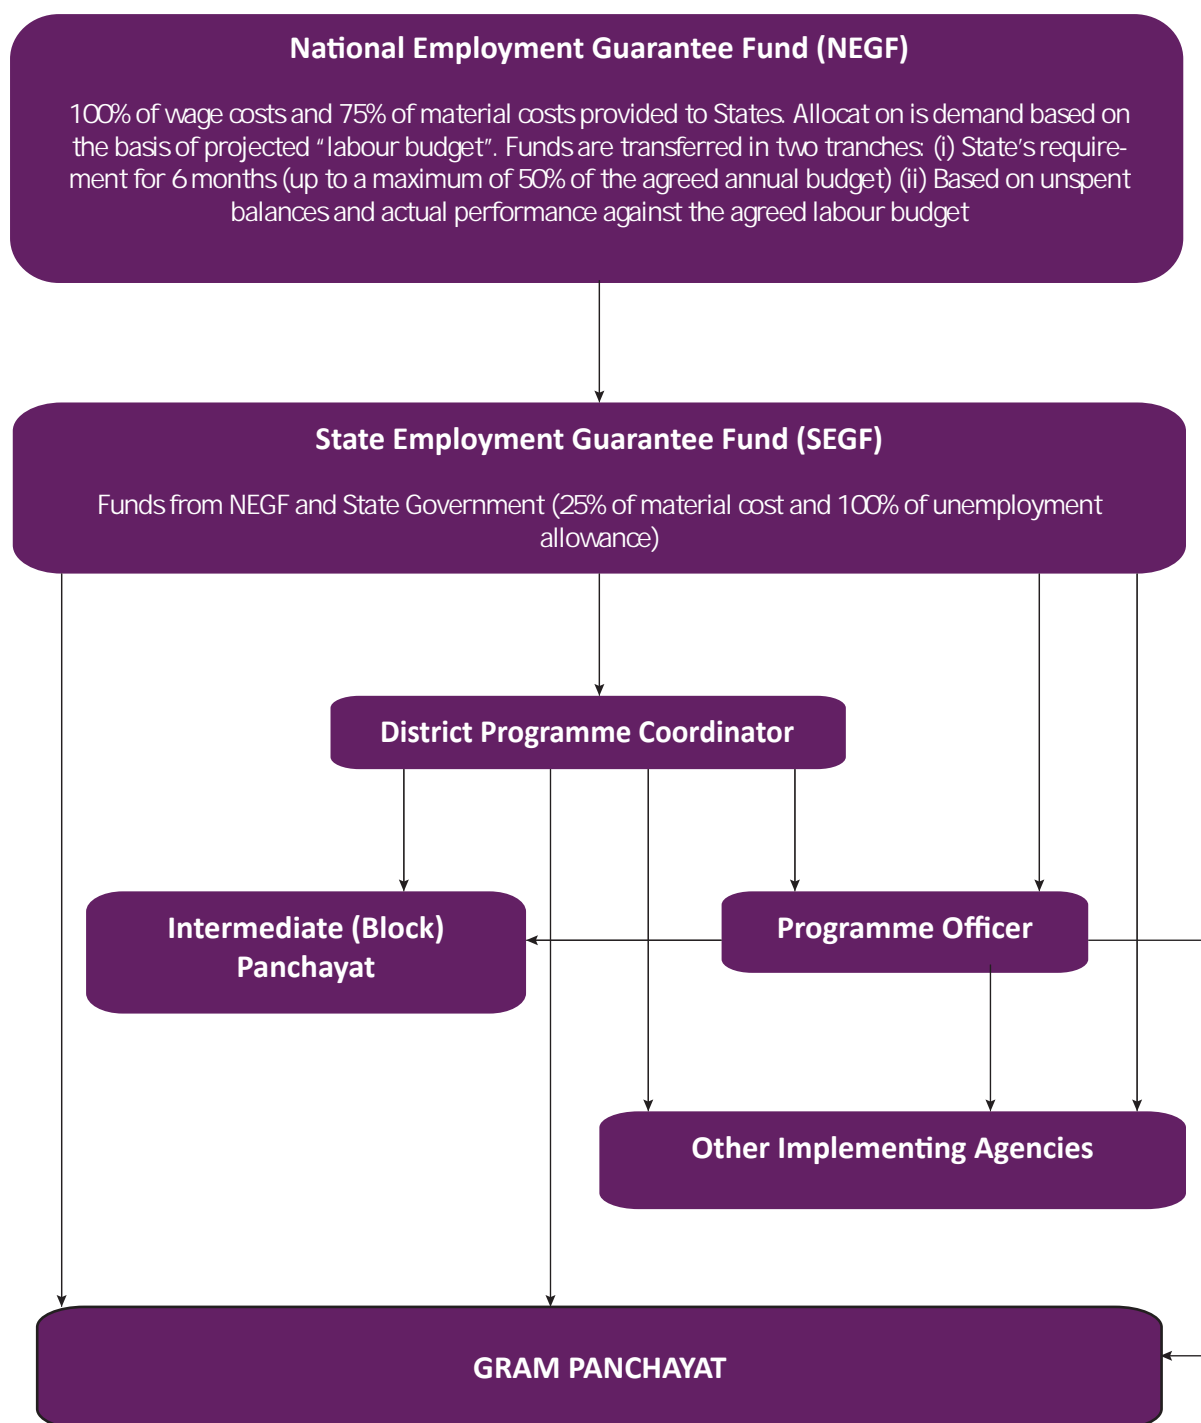 National Employment Guarantee Fund (NEGF)
100% of wage costs and 75% of material costs provided to States. Allocat on is demand based on
the basis of projected "labour budget". Funds are transferred in two tranches: (i) State's require-
ment for 6 months (up to a maximum of 50% of the agreed annual budget) (ii) Based on unspent
balances and actual performance against the agreed labour budget
State Employment Guarantee Fund (SEGF)
Funds from NEGF and State Government (25% of material cost and 100% of unemployment
allowance)
District Programme Coordinator
Intermediate (Block)
Panchayat
Programme Officer
Other Implementing Agencies
GRAM PANCHAYAT